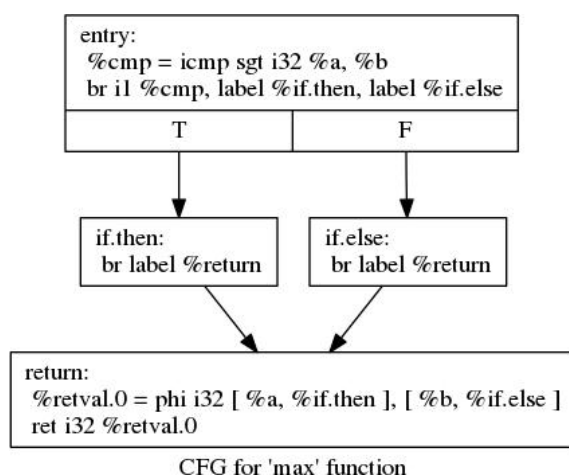 entry:
%cmp = icmp sgt i32 %a, %b
br i1 %cmp, label %if.then, label %if.else
T
F
if.then:
br label %return
if.else:
br label %return
return:
%retval.0 = phi i32 [ %a, %if.then ], [ %b, %if.else ]
ret i32 %retval.0
CFG for 'max' function